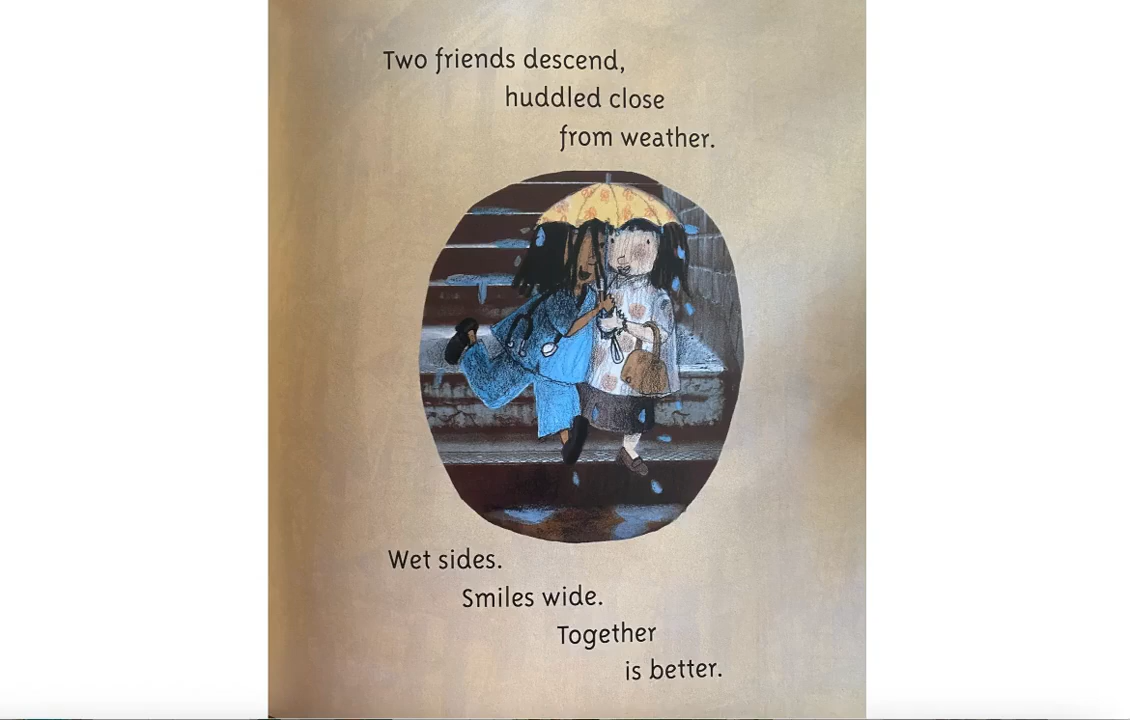 Two friends descend,
huddled close
from weather.
Wet sides.
Smiles wide.
Together
is better.